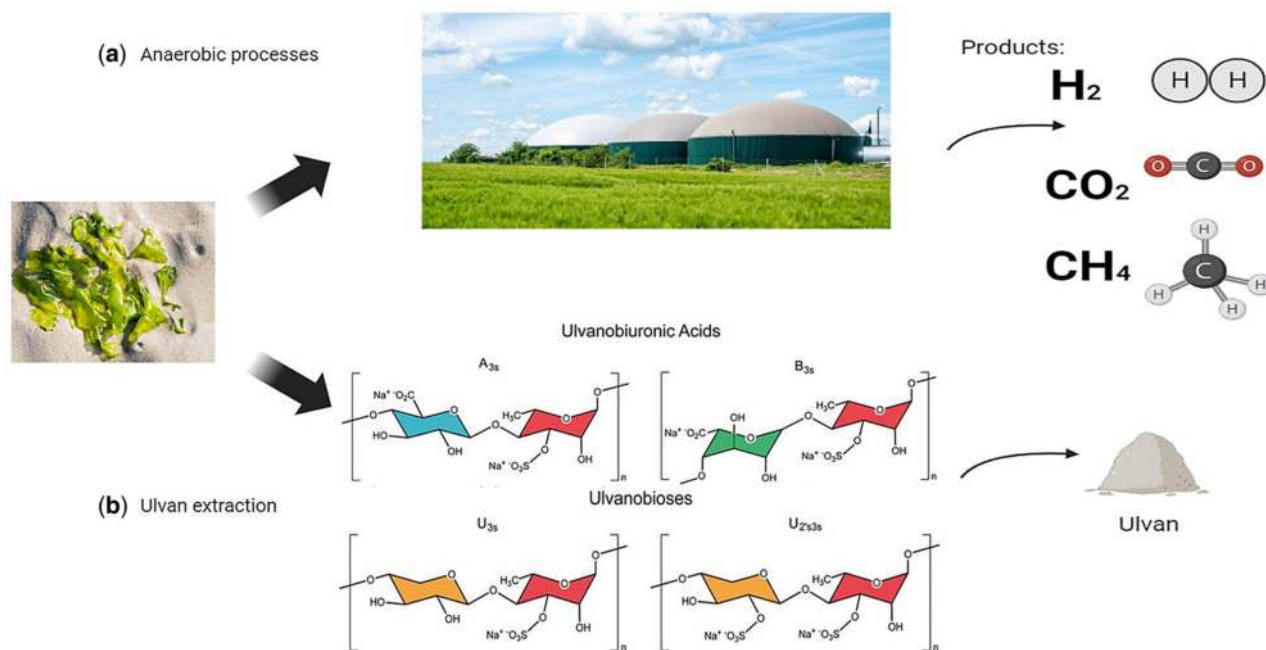 (a) Anaerobic processes
Products:
H₂
H H
CO₂
O C O
CH₄
H
C
H
H
H
Ulvanobiuronic Acids
A₃ₛ
B₃ₛ
Na⁺ ⁻O₂C
O
O
O
O
O
H₃C
HO
OH
O
Na⁺ ⁻O₃S
OH
n
Na⁺ ⁻O₂C
OH
O
O
O
O
O
H₃C
OH
O
Na⁺ ⁻O₃S
OH
n
(b) Ulvan extraction
Ulvan
Ulvanobioses
U₃ₛ
U₂'ₛ₃ₛ
O
O
O
O
O
H₃C
HO
OH
O
Na⁺ ⁻O₃S
OH
n
O
O
O
O
O
H₃C
HO
O
Na⁺ ⁻O₃S
O
Na⁺ ⁻O₃S
OH
n